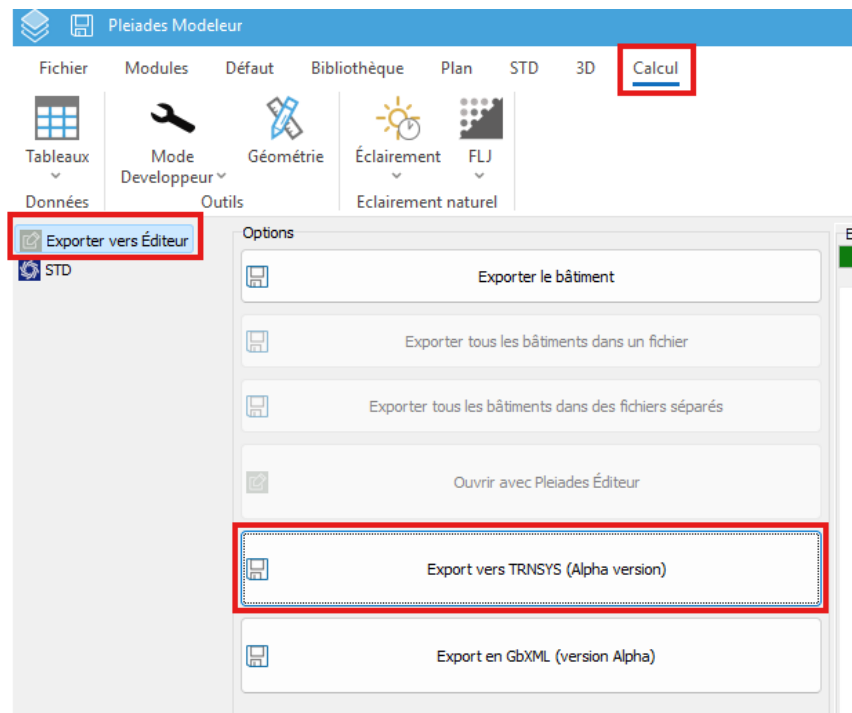 Pleiades Modeleur
Fichier Modules Défaut Bibliothèque Plan STD 3D Calcul
Tableaux Mode Developpeur Géométrie Éclairement FLJ
Données Outils Eclairement naturel
Exporter vers Éditeur
STD
Options
Exporter le bâtiment
Exporter tous les bâtiments dans un fichier
Exporter tous les bâtiments dans des fichiers séparés
Ouvrir avec Pleiades Éditeur
Export vers TRNSYS (Alpha version)
Export en GbXML (version Alpha)